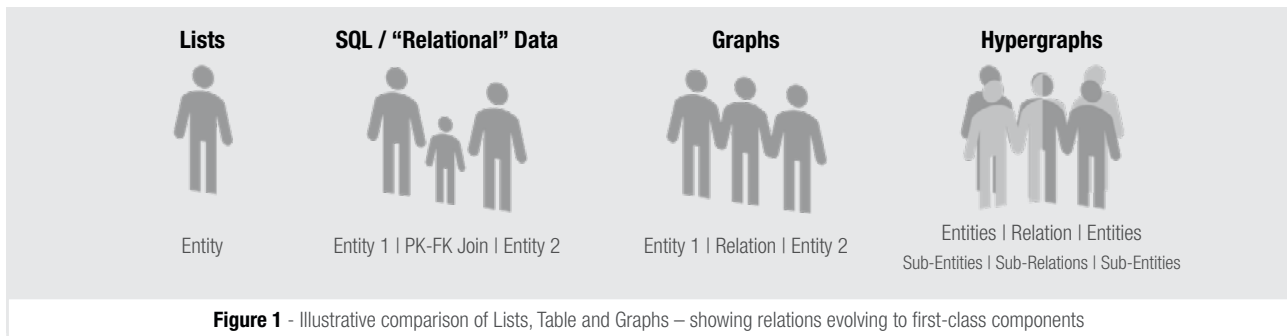 Lists
SQL / “Relational” Data
Graphs
Hypergraphs
Entity
Entity 1 | PK-FK Join | Entity 2
Entity 1 | Relation | Entity 2
Entities | Relation | Entities
Sub-Entities | Sub-Relations | Sub-Entities
Figure 1 - Illustrative comparison of Lists, Table and Graphs – showing relations evolving to first-class components